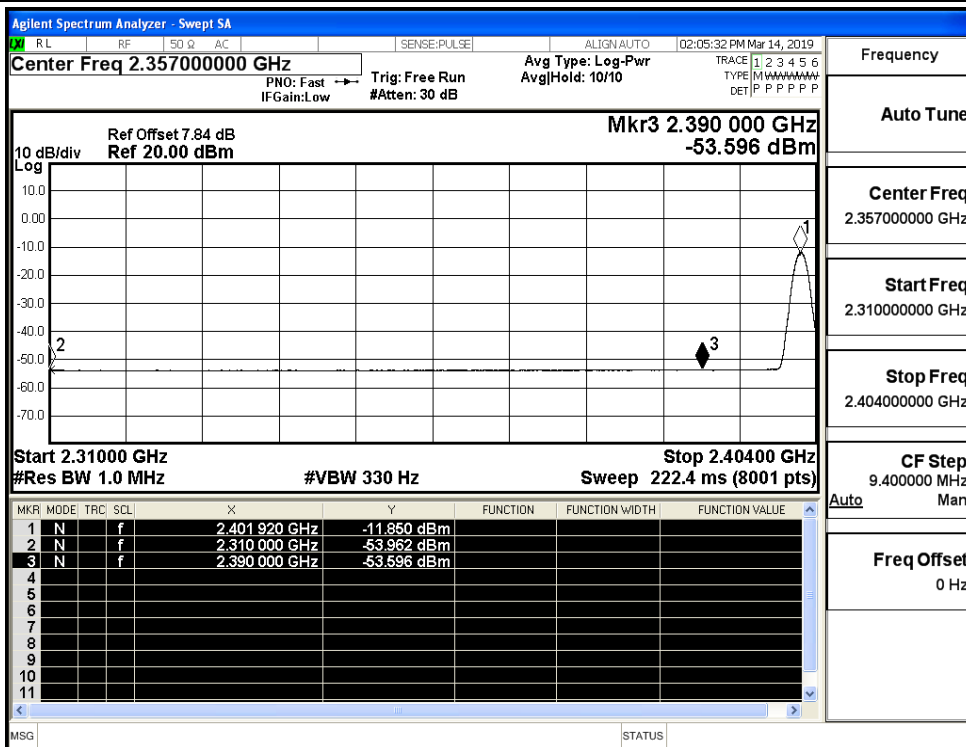 Agilent Spectrum Analyzer - Swept SA
LXI RL RF 50 Ω AC SENSE:PULSE ALIGN AUTO 02:05:32 PM Mar 14, 2019
Center Freq 2.357000000 GHz
PNO: Fast
IFGain:Low
Trig: Free Run
#Atten: 30 dB
Avg Type: Log-Pwr
Avg|Hold: 10/10
TRACE 1 2 3 4 5 6
TYPE M W W W W W
DET P P P P P P
Ref Offset 7.84 dB
10 dB/div Ref 20.00 dBm
Log
Mkr3 2.390 000 GHz
-53.596 dBm
10.0
0.00
-10.0
-20.0
-30.0
-40.0
-50.0
-60.0
-70.0
1
2
3
Start 2.31000 GHz Stop 2.40400 GHz
#Res BW 1.0 MHz #VBW 330 Hz Sweep 222.4 ms (8001 pts)
MKR MODE TRC SCL X Y FUNCTION FUNCTION WIDTH FUNCTION VALUE
1 N f 2.401 920 GHz -11.850 dBm
2 N f 2.310 000 GHz -53.962 dBm
3 N f 2.390 000 GHz -53.596 dBm
4
5
6
7
8
9
10
11
MSG STATUS
Frequency
Auto Tune
Center Freq
2.357000000 GHz
Start Freq
2.310000000 GHz
Stop Freq
2.404000000 GHz
CF Step
9.400000 MHz
Auto Man
Freq Offset
0 Hz